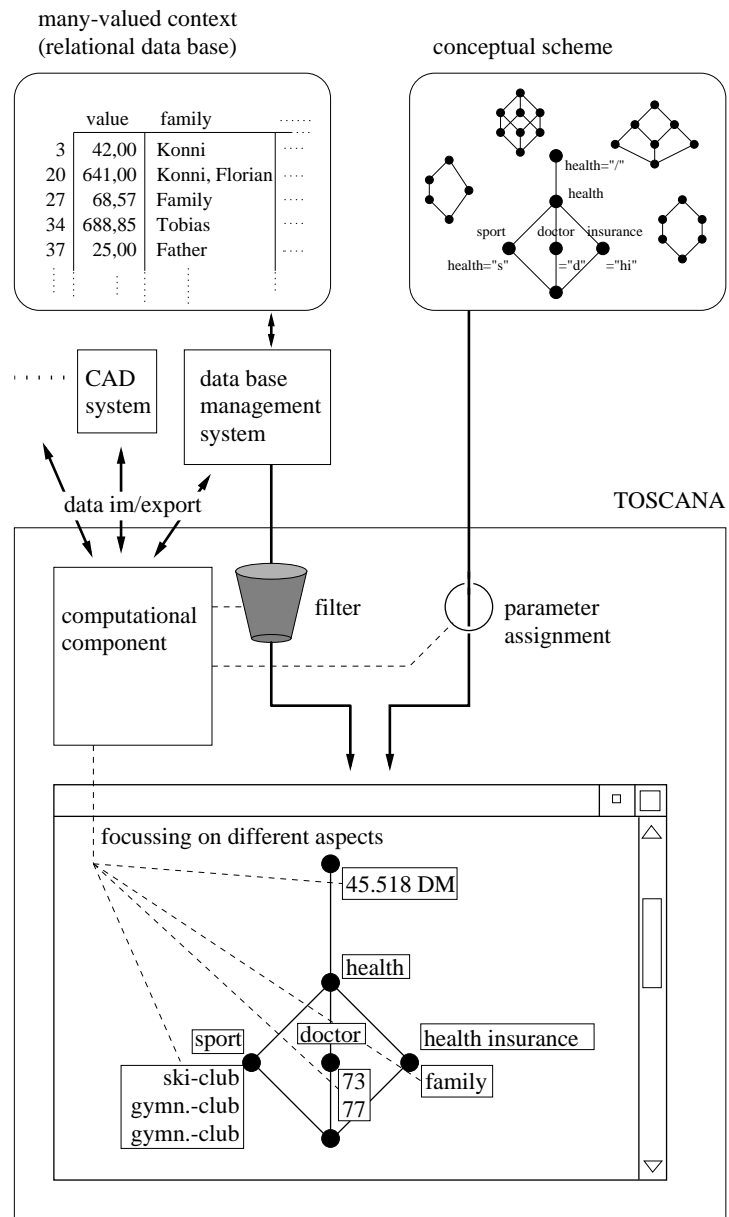 many-valued context
(relational data base)
conceptual scheme
value family
3 42,00 Konni
20 641,00 Konni, Florian
27 68,57 Family
34 688,85 Tobias
37 25,00 Father
health="/"
health
sport doctor insurance
health="s" ="d" ="hi"
CAD
system
data base
management
system
data im/export
TOSCANA
computational
component
filter
parameter
assignment
focussing on different aspects
45.518 DM
health
sport
doctor
health insurance
ski-club
gymn.-club
gymn.-club
73
77
family